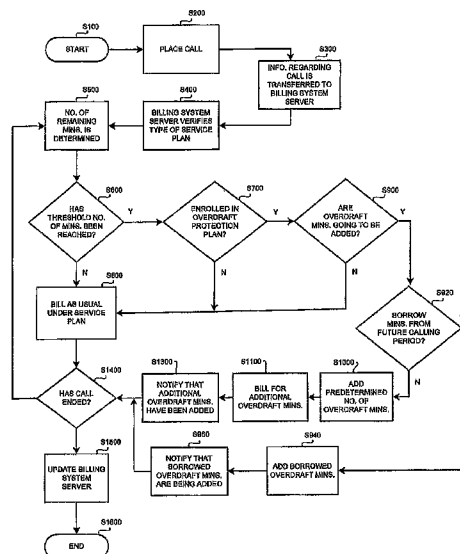 S100
START
S200
PLACE CALL
S300
INFO. REGARDING
CALL IS
TRANSFERRED TO
BILLING SYSTEM
SERVER
S400
BILLING SYSTEM
SERVER VERIFIES
TYPE OF SERVICE
PLAN
S500
NO. OF
REMAINING
MINS. IS
DETERMINED
S600
HAS
THRESHOLD NO.
OF MINS. BEEN
REACHED?
Y
N
S700
ENROLLED IN
OVERDRAFT
PROTECTION
PLAN?
Y
N
S900
ARE
OVERDRAFT
MINS.
GOING TO BE
ADDED?
Y
N
S800
BILL AS USUAL
UNDER SERVICE
PLAN
S920
BORROW
MINS. FROM
FUTURE CALLING
PERIOD?
N
S1000
ADD
PREDETERMINED
NO. OF
OVERDRAFT MINS.
S1100
BILL FOR
ADDITIONAL
OVERDRAFT MINS.
S1300
NOTIFY THAT
ADDITIONAL
OVERDRAFT MINS.
HAVE BEEN ADDED
S1400
HAS CALL
ENDED?
S940
ADD BORROWED
OVERDRAFT MINS.
S960
NOTIFY THAT
BORROWED
OVERDRAFT MINS.
ARE BEING ADDED
S1500
UPDATE BILLING
SYSTEM
SERVER
S1600
END